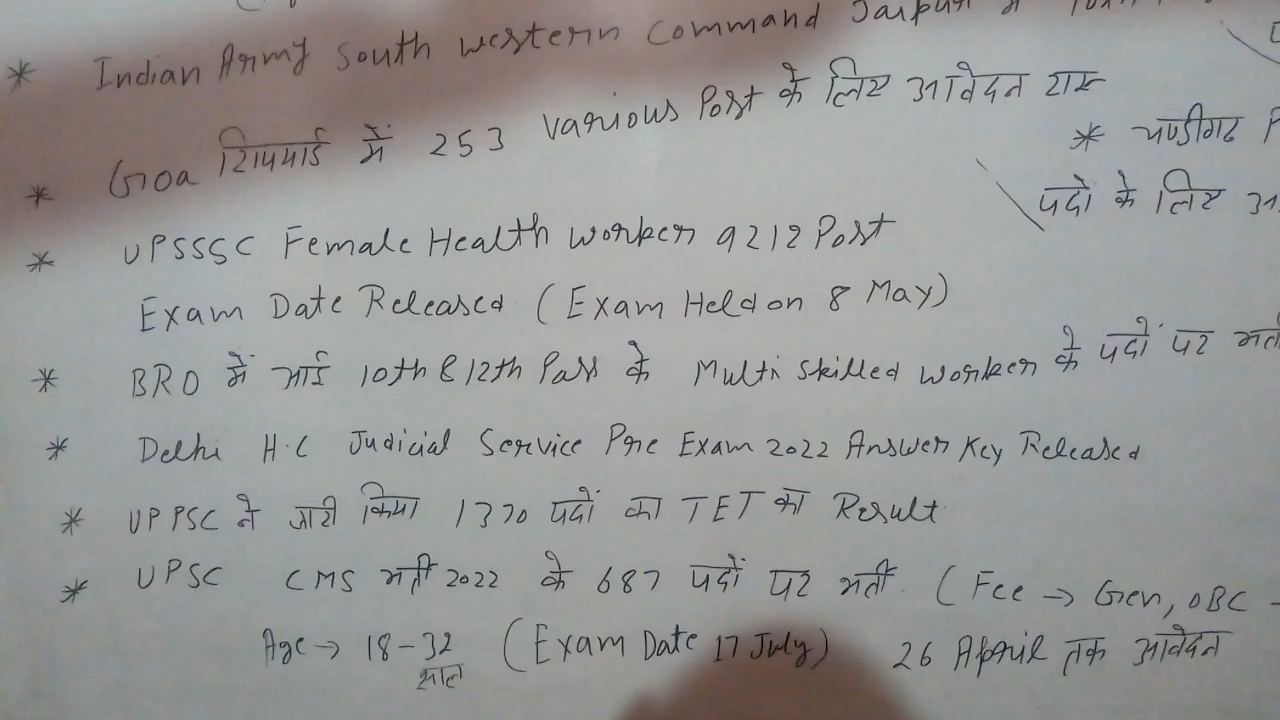 * Indian Army South Western Command Jaipur में
* Goa शिपयार्ड में 253 various Post के लिए आवेदन शुरू
* चण्डीगढ
पदो के लिए
* UPSSSC Female Health Worker 9212 Post
Exam Date Released (Exam Held on 8 May)
* BRO में आई 10th & 12th Pass के Multi Skilled Worker के पदों पर भर्ती
* Delhi H.C Judicial Service Pre Exam 2022 Answer Key Released
* UPPSC ने जारी किया 1370 पदों का TET का Result
* UPSC CMS भर्ती 2022 के 687 पदों पर भर्ती (Fee → Gen, OBC -
Age → 18-32 (Exam Date 17 July) 26 April तक आवेदन
साल